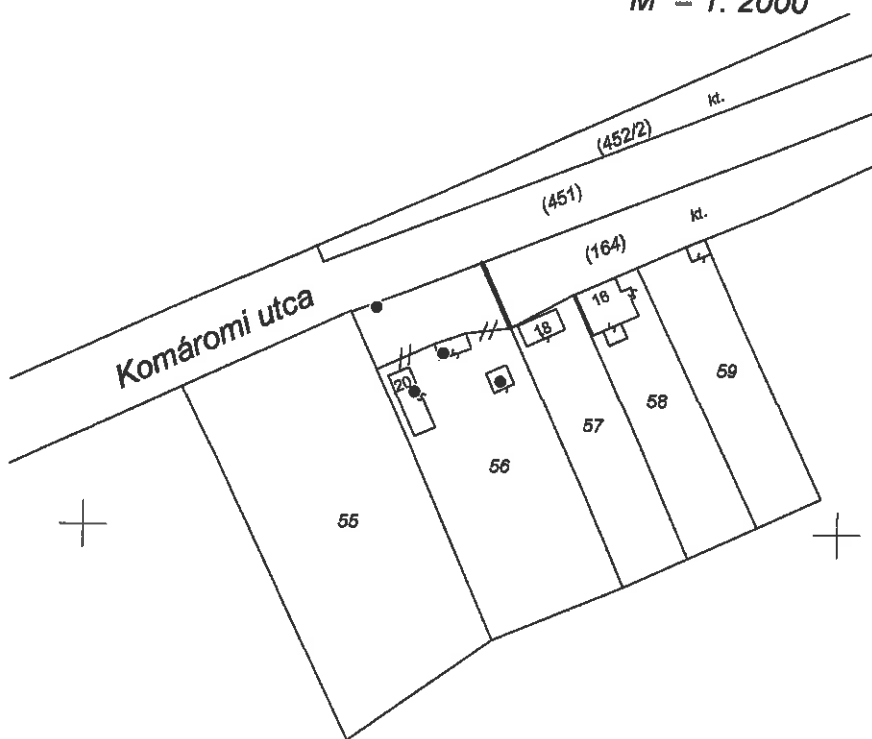 M = 1: 2000
kt.
(452/2)
(451)
kt.
(164)
Komáromi utca
16
18
20
59
58
57
56
55